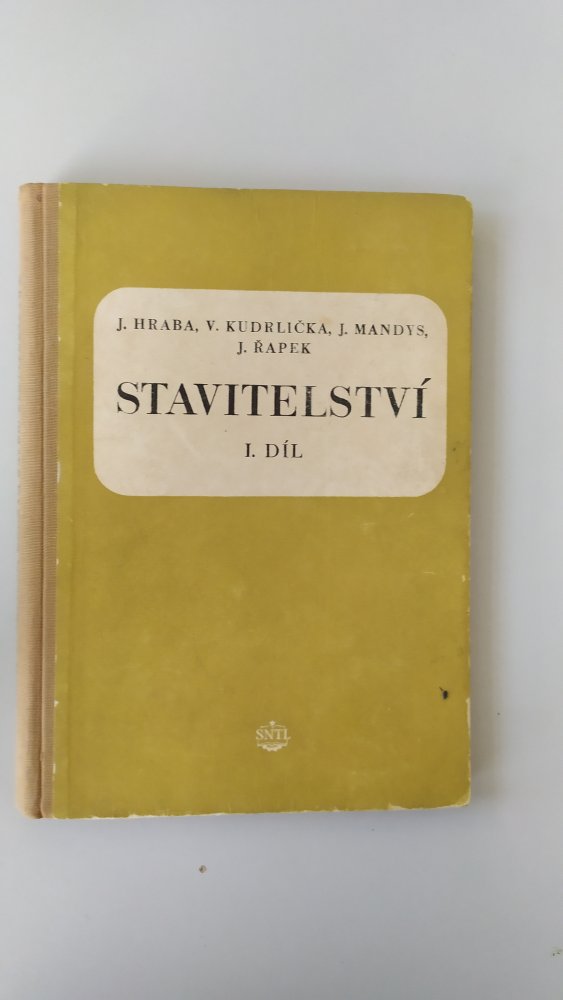 J. HRABA, V. KUDRLIČKA, J. MANDYS,
J. ŘAPEK
STAVITELSTVÍ
I. DÍL
SNTL